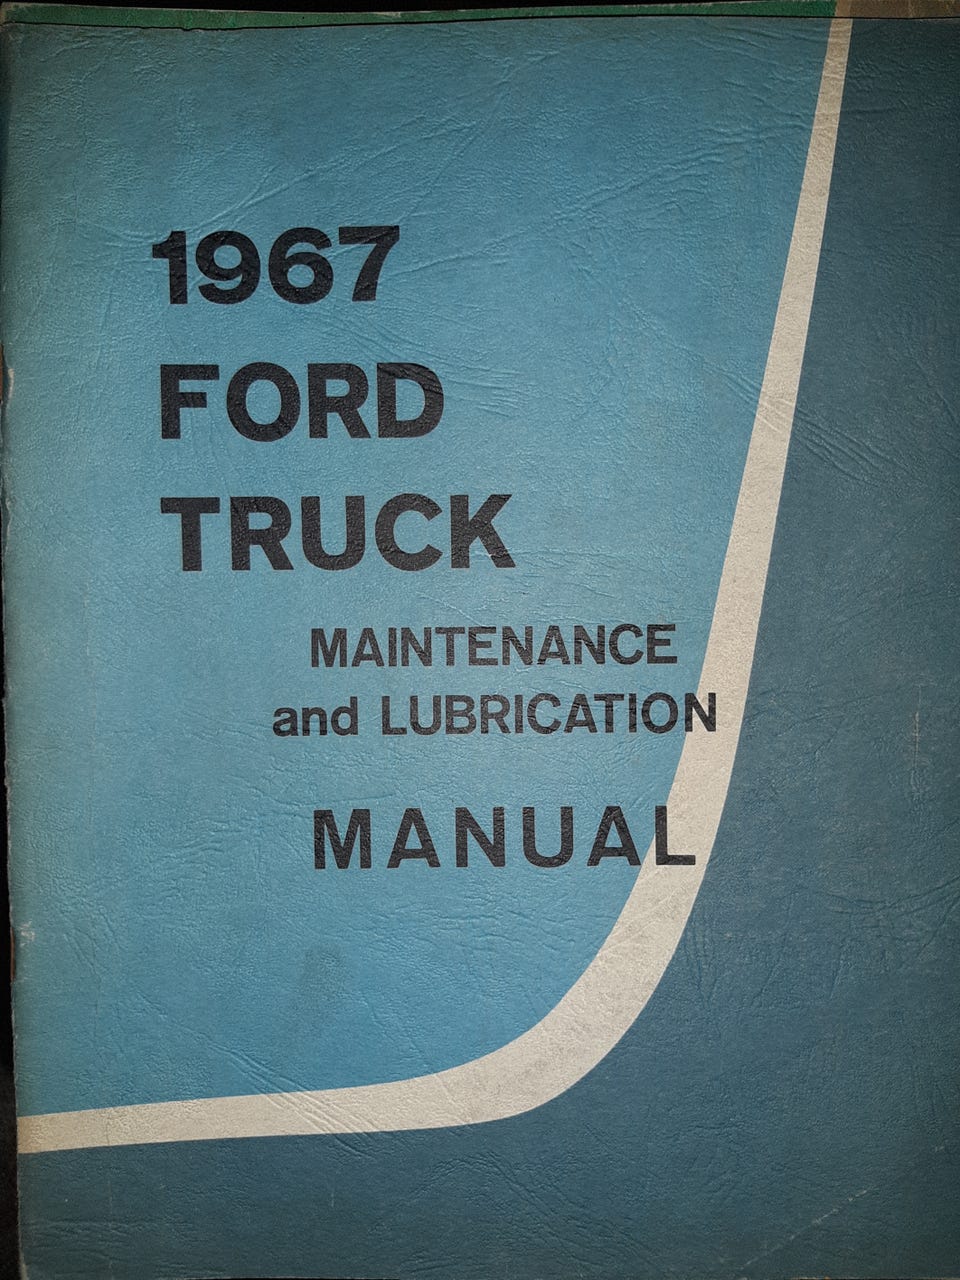 1967
FORD
TRUCK
MAINTENANCE
and LUBRICATION
MANUAL